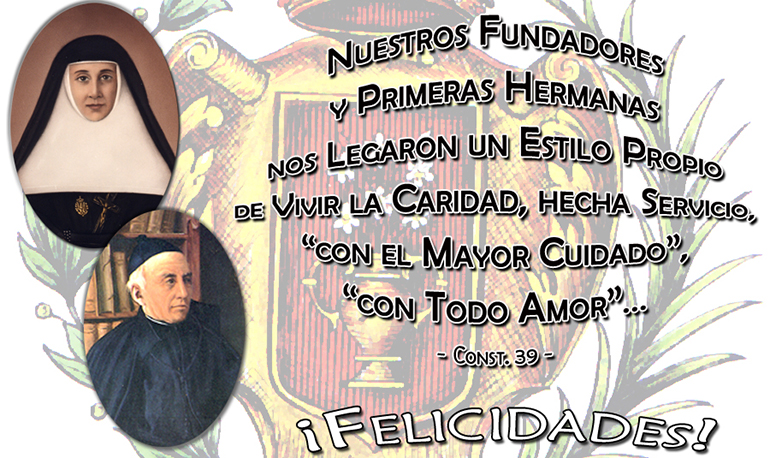 Nuestros Fundadores
y Primeras Hermanas
nos Legaron un Estilo Propio
de Vivir la Caridad, hecha Servicio,
“con el Mayor Cuidado”,
“con Todo Amor”...
- Const. 39 -
¡Felicidades!